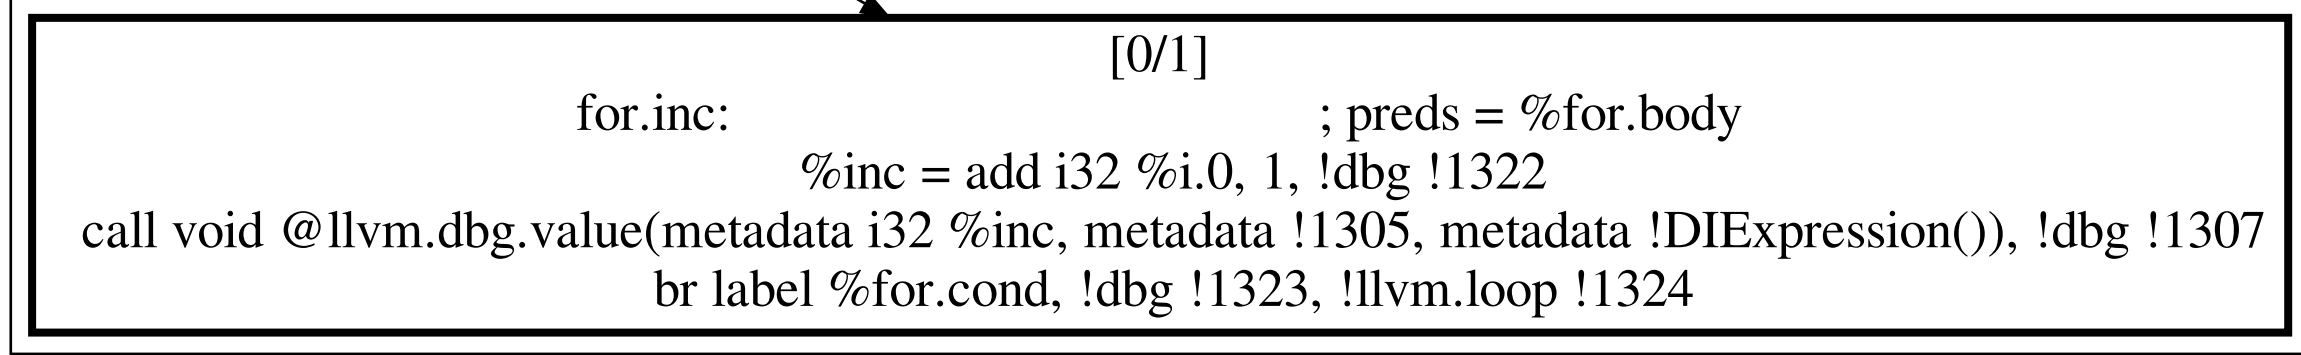 [0/1]
for.inc: ; preds = %for.body
%inc = add i32 %i.0, 1, !dbg !1322
call void @llvm.dbg.value(metadata i32 %inc, metadata !1305, metadata !DIExpression()), !dbg !1307
br label %for.cond, !dbg !1323, !llvm.loop !1324